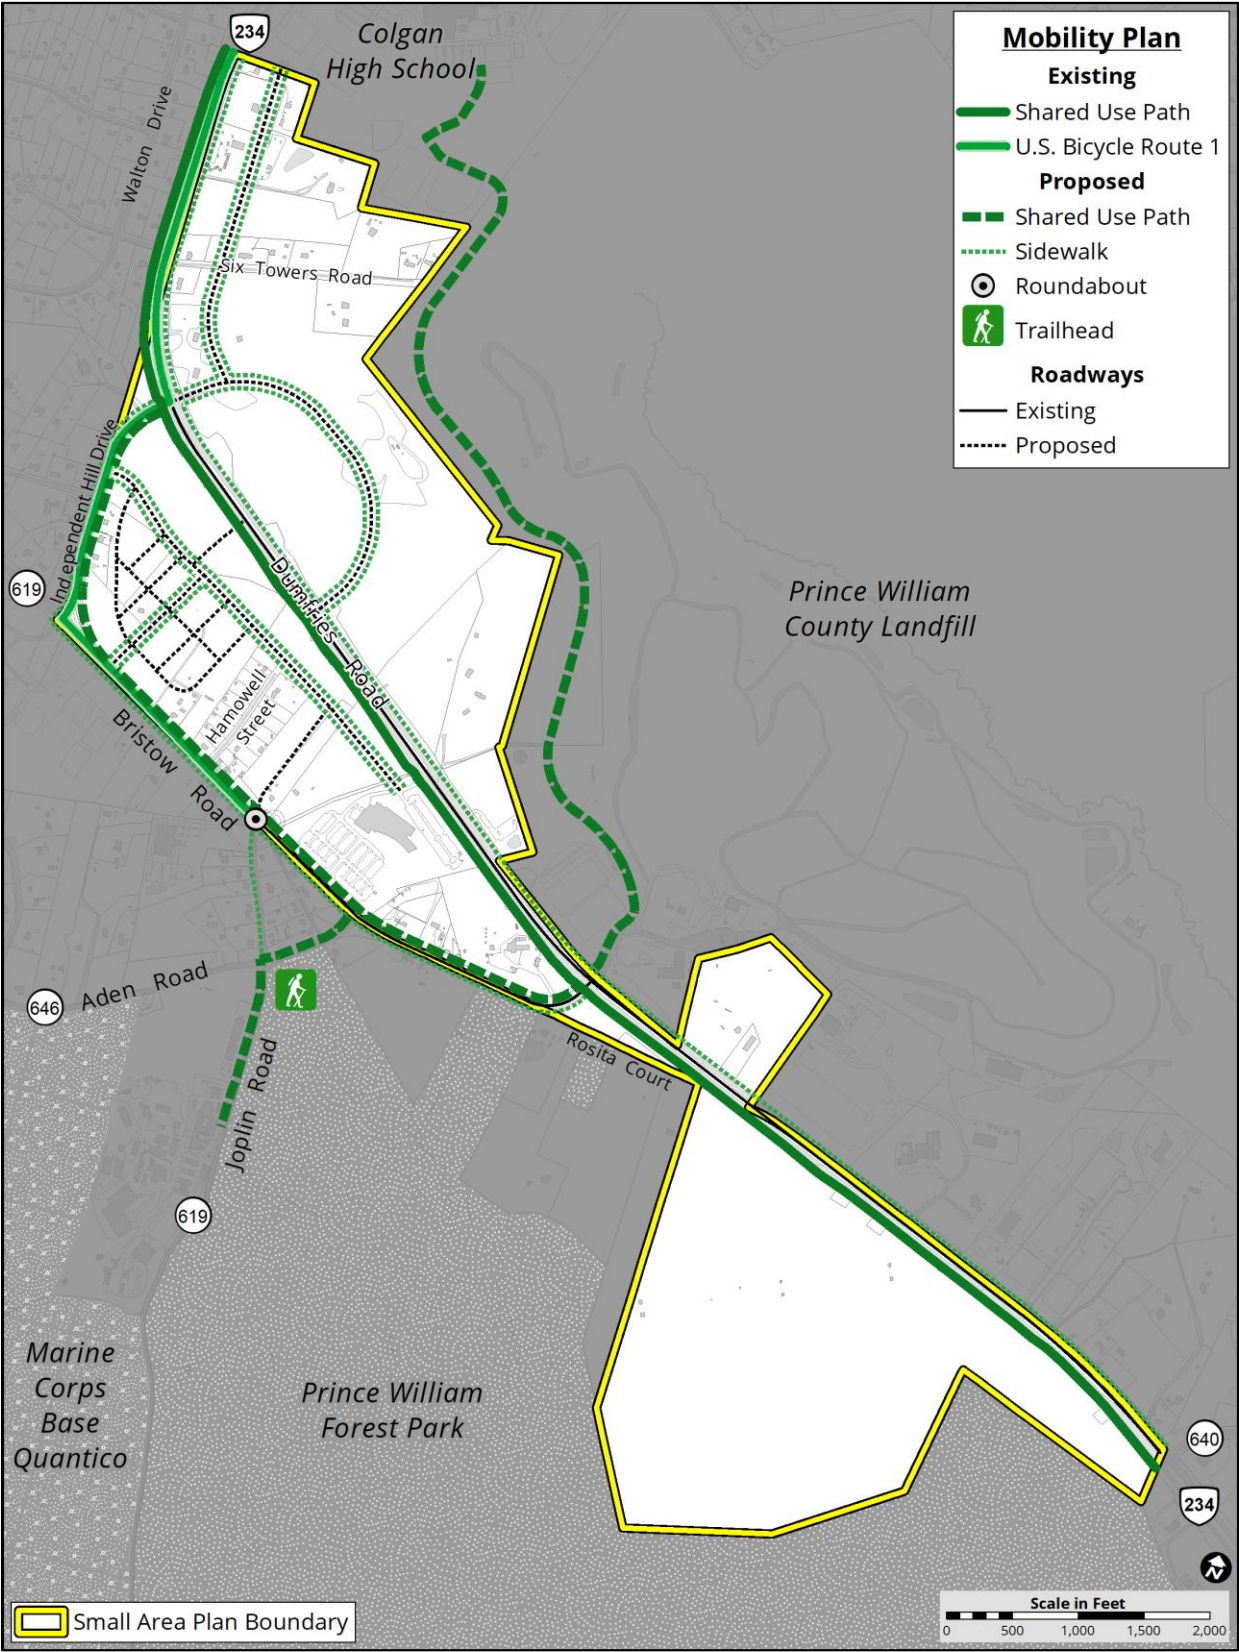 234
Colgan
High School
Walton Drive
Mobility Plan
Existing
Shared Use Path
U.S. Bicycle Route 1
Proposed
Shared Use Path
Sidewalk
Roundabout
Trailhead
Roadways
Existing
Proposed
Six Towers Road
Independent Hill Drive
619
Dumfries Road
Prince William
County Landfill
Hamowell
Street
Bristow
Road
646
Aden Road
Rosita Court
Joplin Road
619
Marine
Corps
Base
Quantico
Prince William
Forest Park
640
234
N
Small Area Plan Boundary
Scale in Feet
0 500 1,000 1,500 2,000